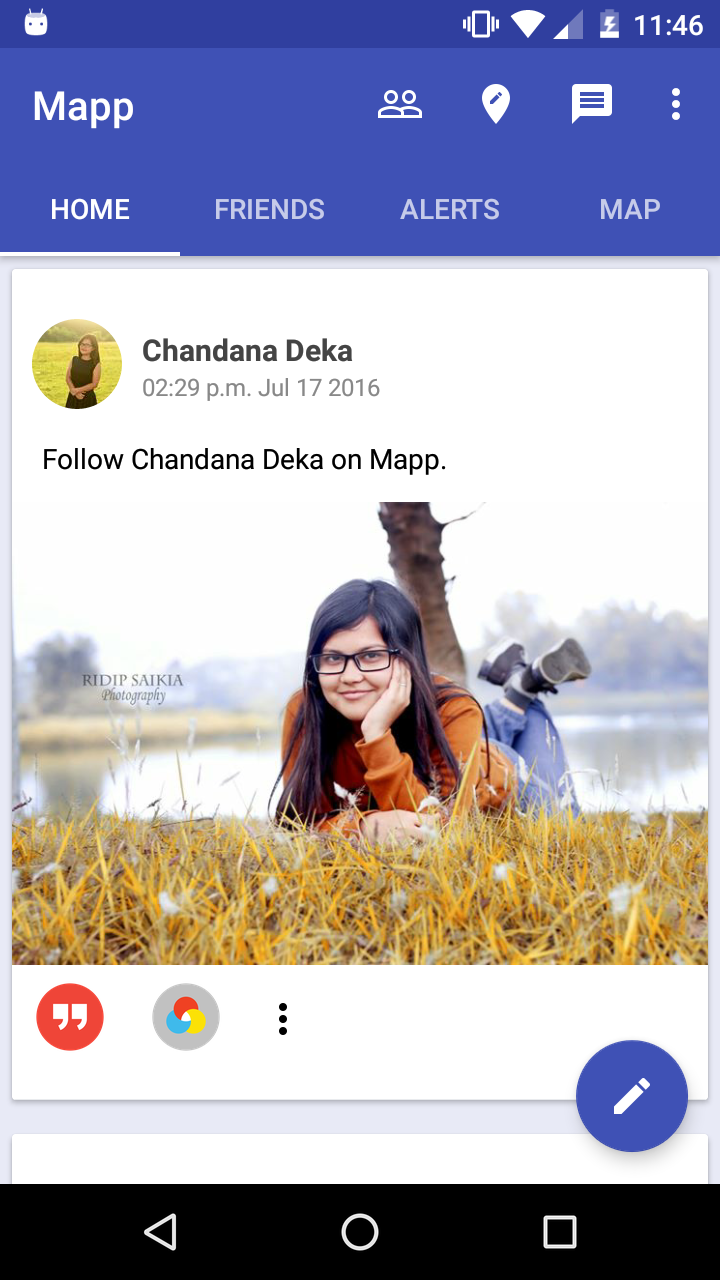 11:46
Mapp
HOME FRIENDS ALERTS MAP
Chandana Deka
02:29 p.m. Jul 17 2016
Follow Chandana Deka on Mapp.
RIDIP SAIKIA
Photography